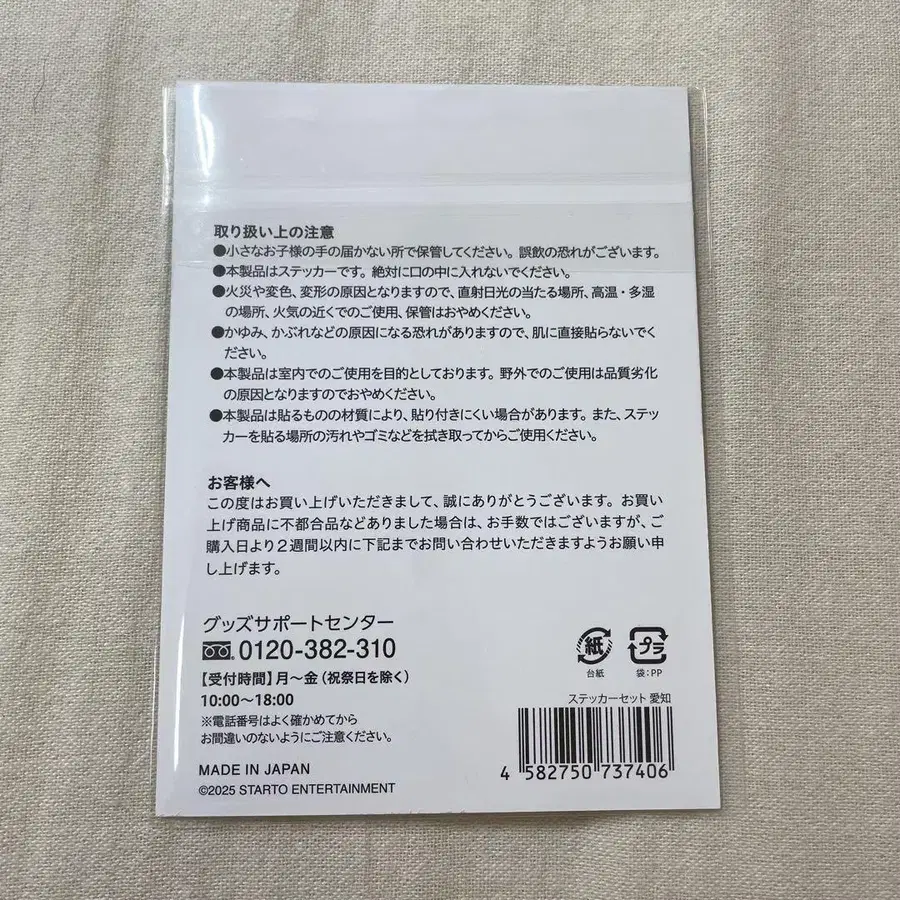 取り扱い上の注意
●小さなお子様の手の届かない所で保管してください。誤飲の恐れがございます。
●本製品はステッカーです。絶対に口の中に入れないでください。
●火災や変色、変形の原因となりますので、直射日光の当たる場所、高温・多湿
の場所、火気の近くでのご使用、保管はおやめください。
●かゆみ、かぶれなどの原因になる恐れがありますので、肌に直接貼らないでく
ださい。
●本製品は室内でのご使用を目的としております。野外でのご使用は品質劣化
の原因となりますのでおやめください。
●本製品は貼るものの材質により、貼り付きにくい場合があります。また、ステッ
カーを貼る場所の汚れやゴミなどを拭き取ってからご使用ください。
お客様へ
この度はお買い上げいただきまして、誠にありがとうございます。お買い
上げ商品に不都合品などありました場合は、お手数ではございますが、ご
購入日より2週間以内に下記までお問い合わせいただきますようお願い申
し上げます。
グッズサポートセンター
0120-382-310
【受付時間】月〜金(祝祭日を除く)
10:00〜18:00
※電話番号はよく確かめてから
お間違いのないようにご注意ください。
MADE IN JAPAN
©2025 STARTO ENTERTAINMENT
紙
台紙
プラ
袋:PP
ステッカーセット 愛知
4 582750 737406